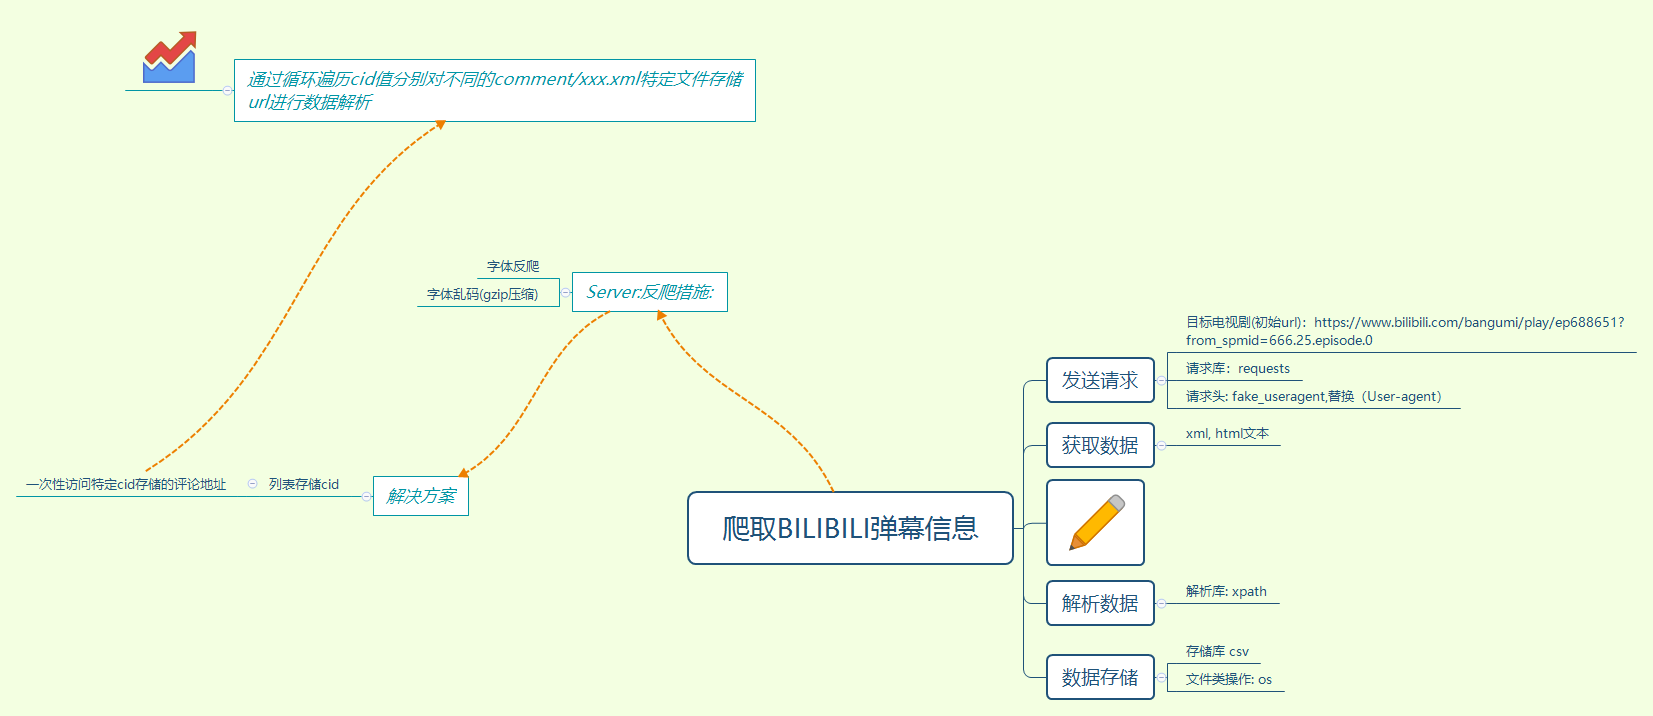 通过循环遍历cid值分别对不同的comment/xxx.xml特定文件存储
url进行数据解析
字体反爬
字体乱码(gzip压缩)
Server:反爬措施:
一次性访问特定cid存储的评论地址
列表存储cid
解决方案
爬取BILIBILI弹幕信息
发送请求
目标电视剧(初始url)：https://www.bilibili.com/bangumi/play/ep688651?
from_spmid=666.25.episode.0
请求库：requests
请求头: fake_useragent,替换（User-agent）
获取数据
xml, html文本
解析数据
解析库: xpath
数据存储
存储库 csv
文件类操作: os